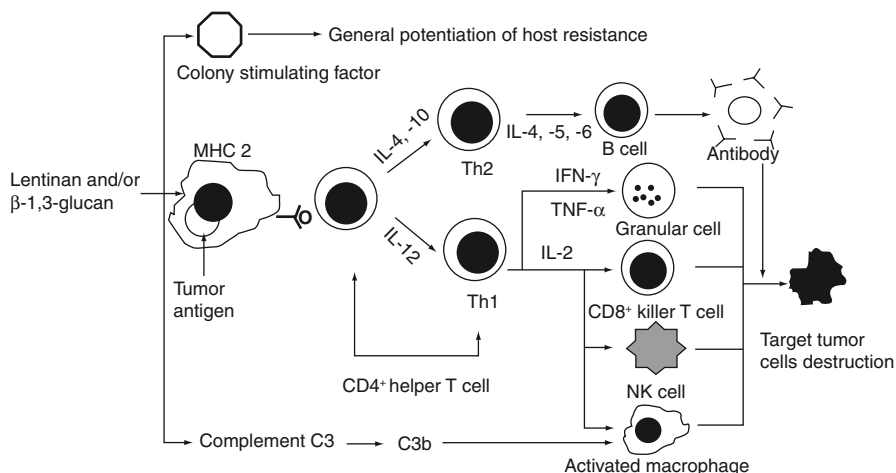 General potentiation of host resistance
Colony stimulating factor
MHC 2
IL-4, -10
Th2
IL-4, -5, -6
B cell
Antibody
Lentinan and/or
β-1,3-glucan
IFN-γ
TNF-α
Granular cell
IL-12
IL-2
Tumor
antigen
Th1
CD8⁺ killer T cell
Target tumor
cells destruction
CD4⁺ helper T cell
NK cell
Complement C3
C3b
Activated macrophage